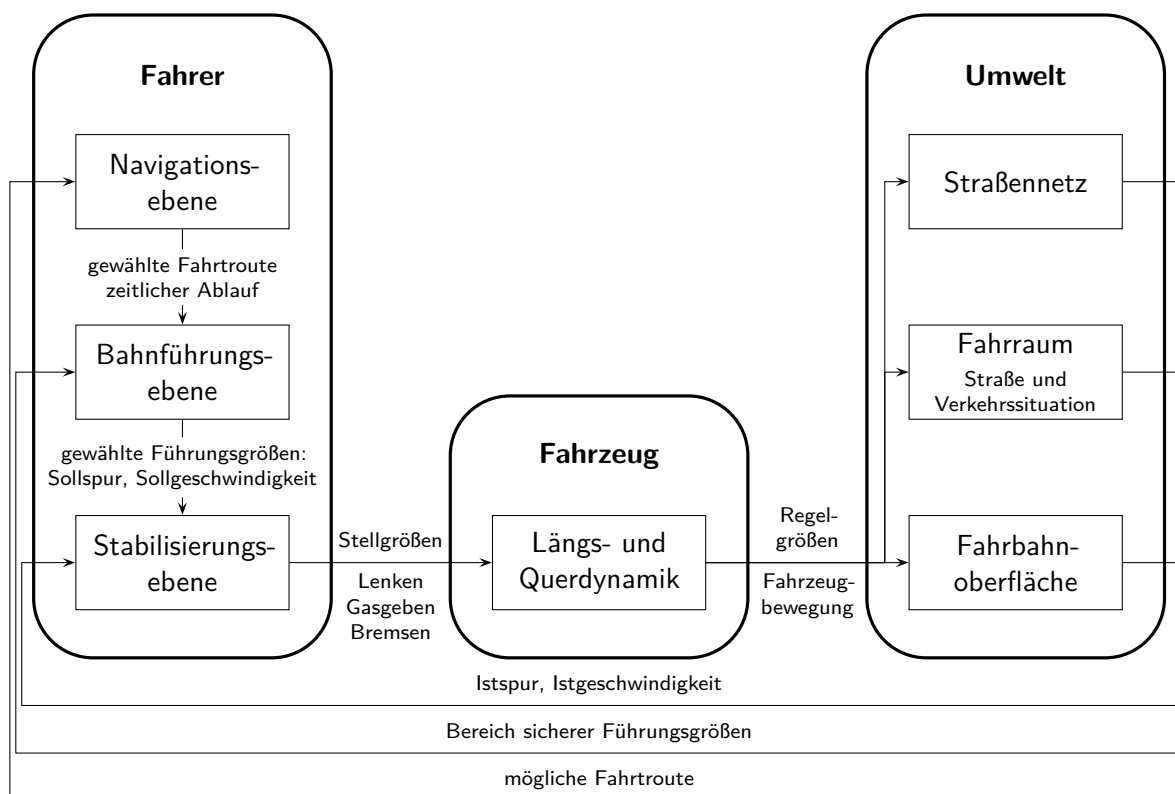 Fahrer
Navigations-
ebene
gewählte Fahrtroute
zeitlicher Ablauf
Bahnführungs-
ebene
gewählte Führungsgrößen:
Sollspur, Sollgeschwindigkeit
Stabilisierungs-
ebene
Stellgrößen
Lenken
Gasgeben
Bremsen
Fahrzeug
Längs- und
Querdynamik
Regel-
größen
Fahrzeug-
bewegung
Umwelt
Straßennetz
Fahrraum
Straße und
Verkehrssituation
Fahrbahn-
oberfläche
Istspur, Istgeschwindigkeit
Bereich sicherer Führungsgrößen
mögliche Fahrtroute